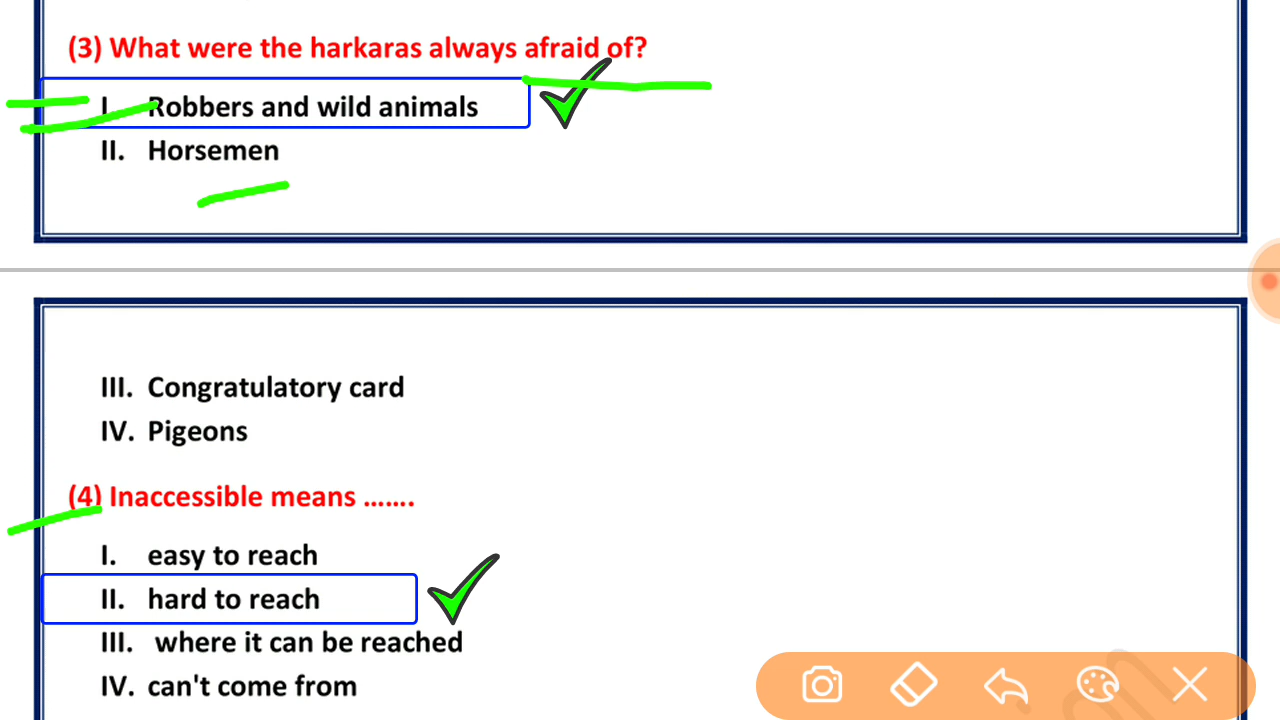 (3) What were the harkaras always afraid of?
I. Robbers and wild animals
II. Horsemen
III. Congratulatory card
IV. Pigeons
(4) Inaccessible means .......
I. easy to reach
II. hard to reach
III. where it can be reached
IV. can't come from